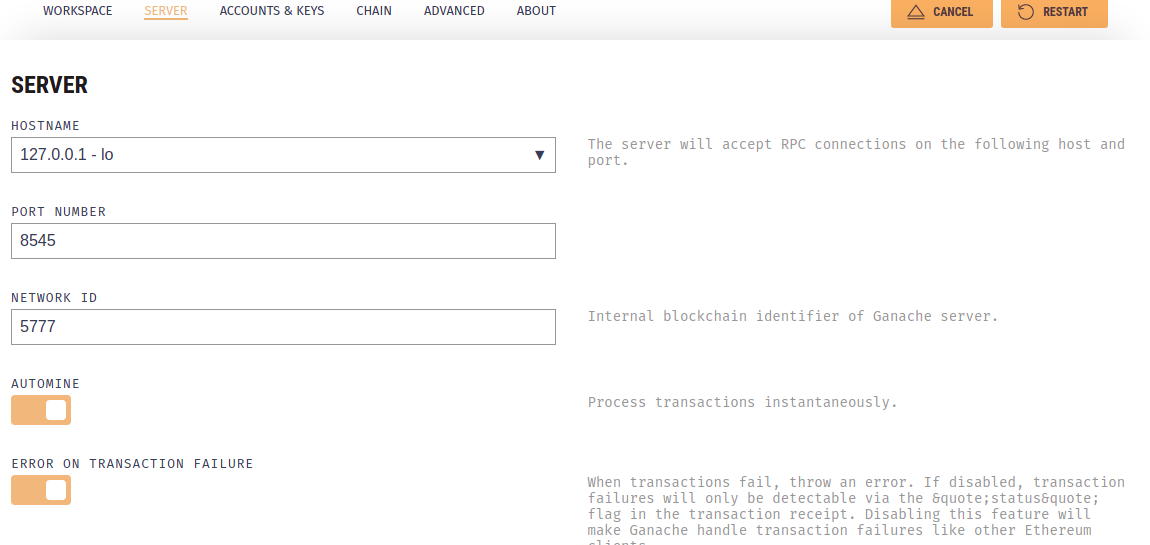 WORKSPACE SERVER ACCOUNTS & KEYS CHAIN ADVANCED ABOUT CANCEL RESTART
SERVER
HOSTNAME
127.0.0.1 - lo
The server will accept RPC connections on the following host and
port.
PORT NUMBER
8545
NETWORK ID
5777
Internal blockchain identifier of Ganache server.
AUTOMINE
Process transactions instantaneously.
ERROR ON TRANSACTION FAILURE
When transactions fail, throw an error. If disabled, transaction
failures will only be detectable via the &quote;status&quote;
flag in the transaction receipt. Disabling this feature will
make Ganache handle transaction failures like other Ethereum
clients.